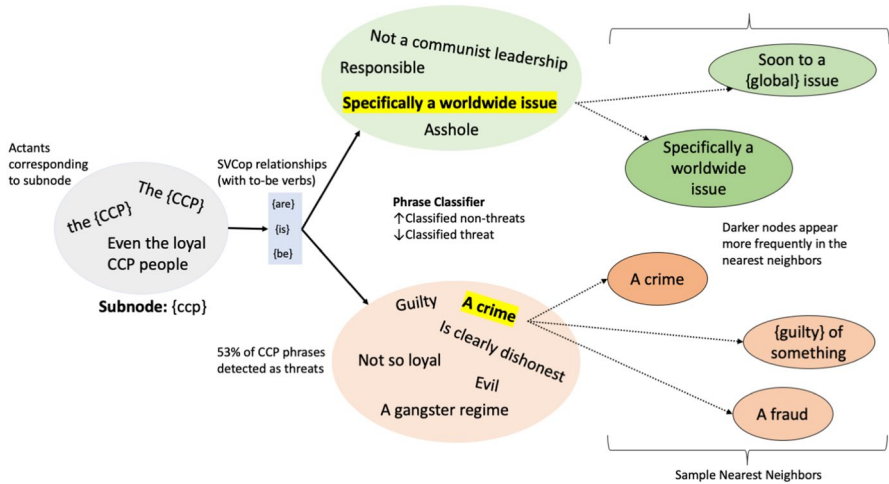 Not a communist leadership
Responsible
Specifically a worldwide issue
Asshole
Soon to a
{global} issue
Specifically a
worldwide
issue
Actants
corresponding
to subnode
The {CCP}
the {CCP}
Even the loyal
CCP people
Subnode: {ccp}
SVCop relationships
(with to-be verbs)
{are}
{is}
{be}
Phrase Classifier
↑Classified non-threats
↓Classified threat
Darker nodes appear
more frequently in the
nearest neighbors
53% of CCP phrases
detected as threats
Guilty
A crime
Is clearly dishonest
Not so loyal
Evil
A gangster regime
A crime
{guilty} of
something
A fraud
Sample Nearest Neighbors